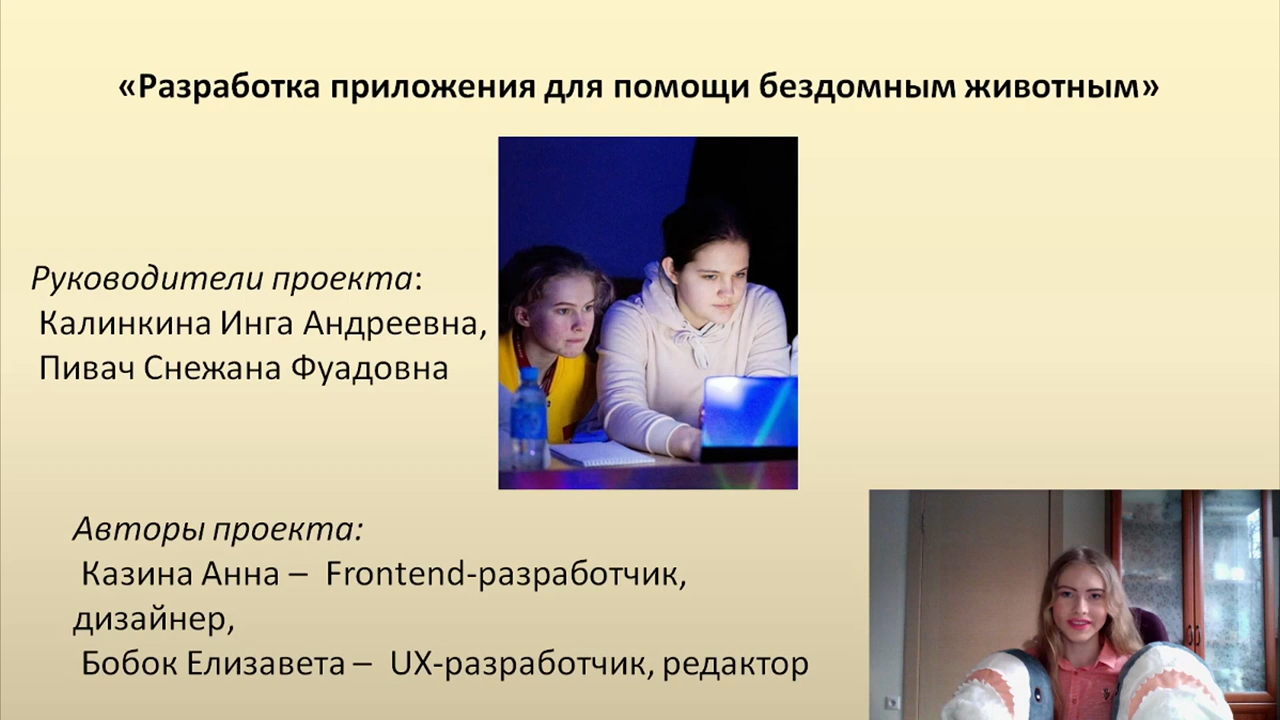 «Разработка приложения для помощи бездомным животным»
Руководители проекта:
Калинкина Инга Андреевна,
Пивач Снежана Фуадовна
Авторы проекта:
Казина Анна – Frontend-разработчик,
дизайнер,
Бобок Елизавета – UX-разработчик, редактор